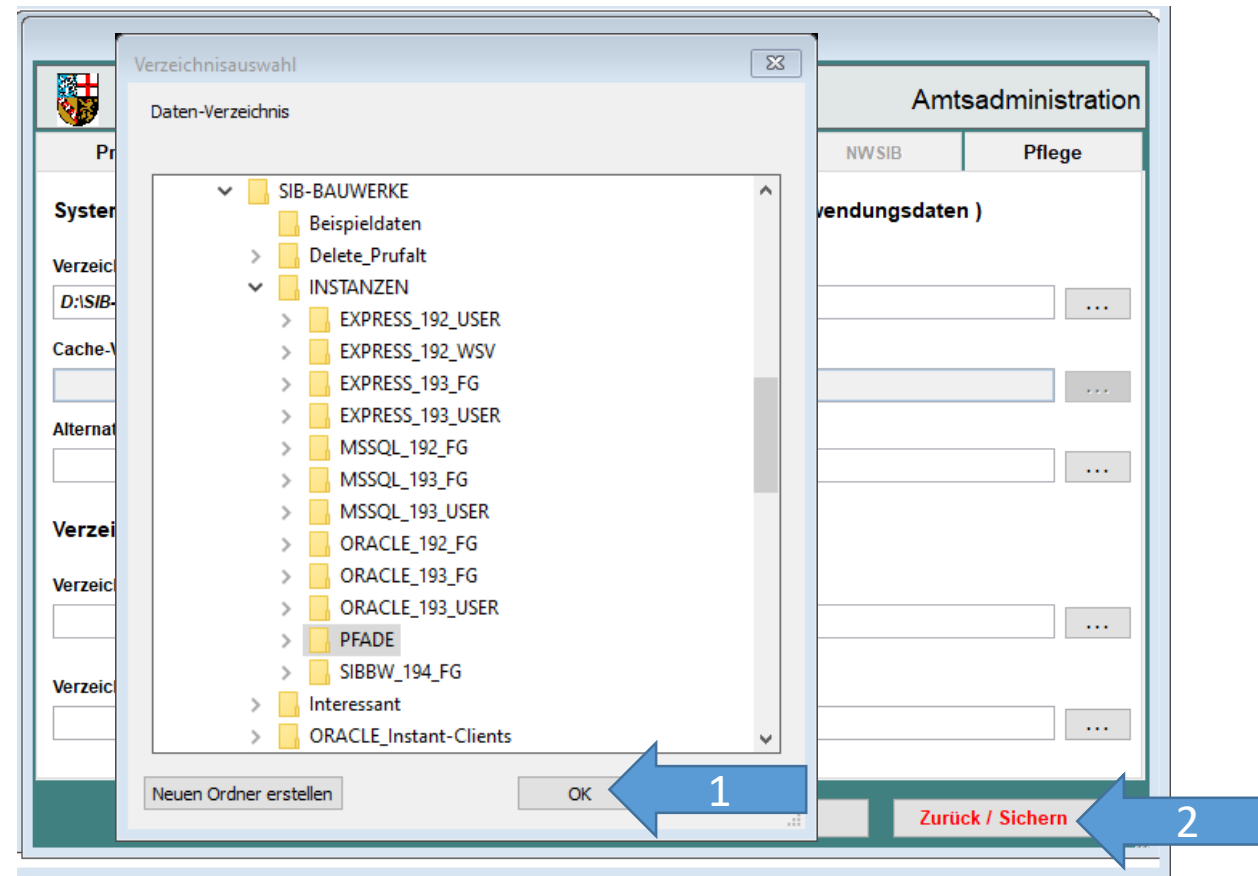 Verzeichnisauswahl
Daten-Verzeichnis
Amtsadministration
Pr
NWSIB
Pflege
SIB-BAUWERKE
Beispieldaten
Delete_Prufalt
INSTANZEN
EXPRESS_192_USER
EXPRESS_192_WSV
EXPRESS_193_FG
EXPRESS_193_USER
MSSQL_192_FG
MSSQL_193_FG
MSSQL_193_USER
ORACLE_192_FG
ORACLE_193_FG
ORACLE_193_USER
PFADE
SIBBW_194_FG
Interessant
ORACLE_Instant-Clients
Neuen Ordner erstellen
OK
1
System
wendungsdaten )
Verzeic
D:\SIB-
...
Cache-V
...
Alternat
...
Verzei
Verzeic
...
Verzeic
...
Zurück / Sichern
2